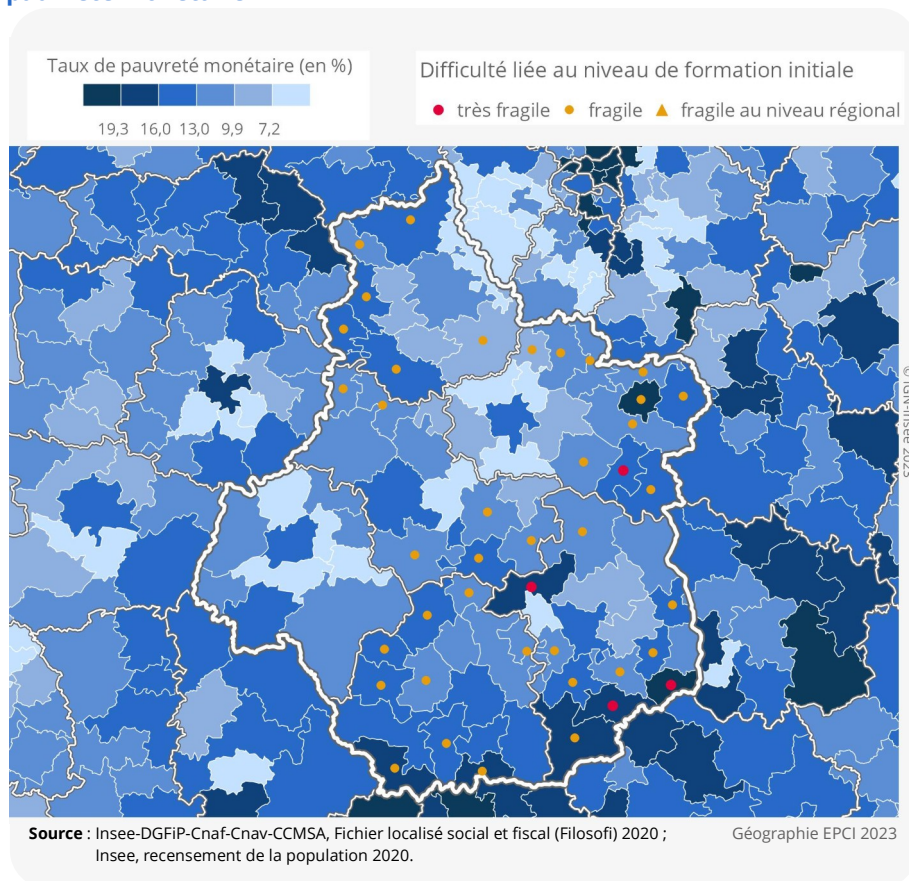 Taux de pauvreté monétaire (en %)
19,3 16,0 13,0 9,9 7,2
Difficulté liée au niveau de formation initiale
très fragile fragile fragile au niveau régional
© IGN-Insee 2023
Source : Insee-DGFiP-Cnaf-Cnav-CCMSA, Fichier localisé social et fiscal (Filosofi) 2020 ;
Insee, recensement de la population 2020.
Géographie EPCI 2023